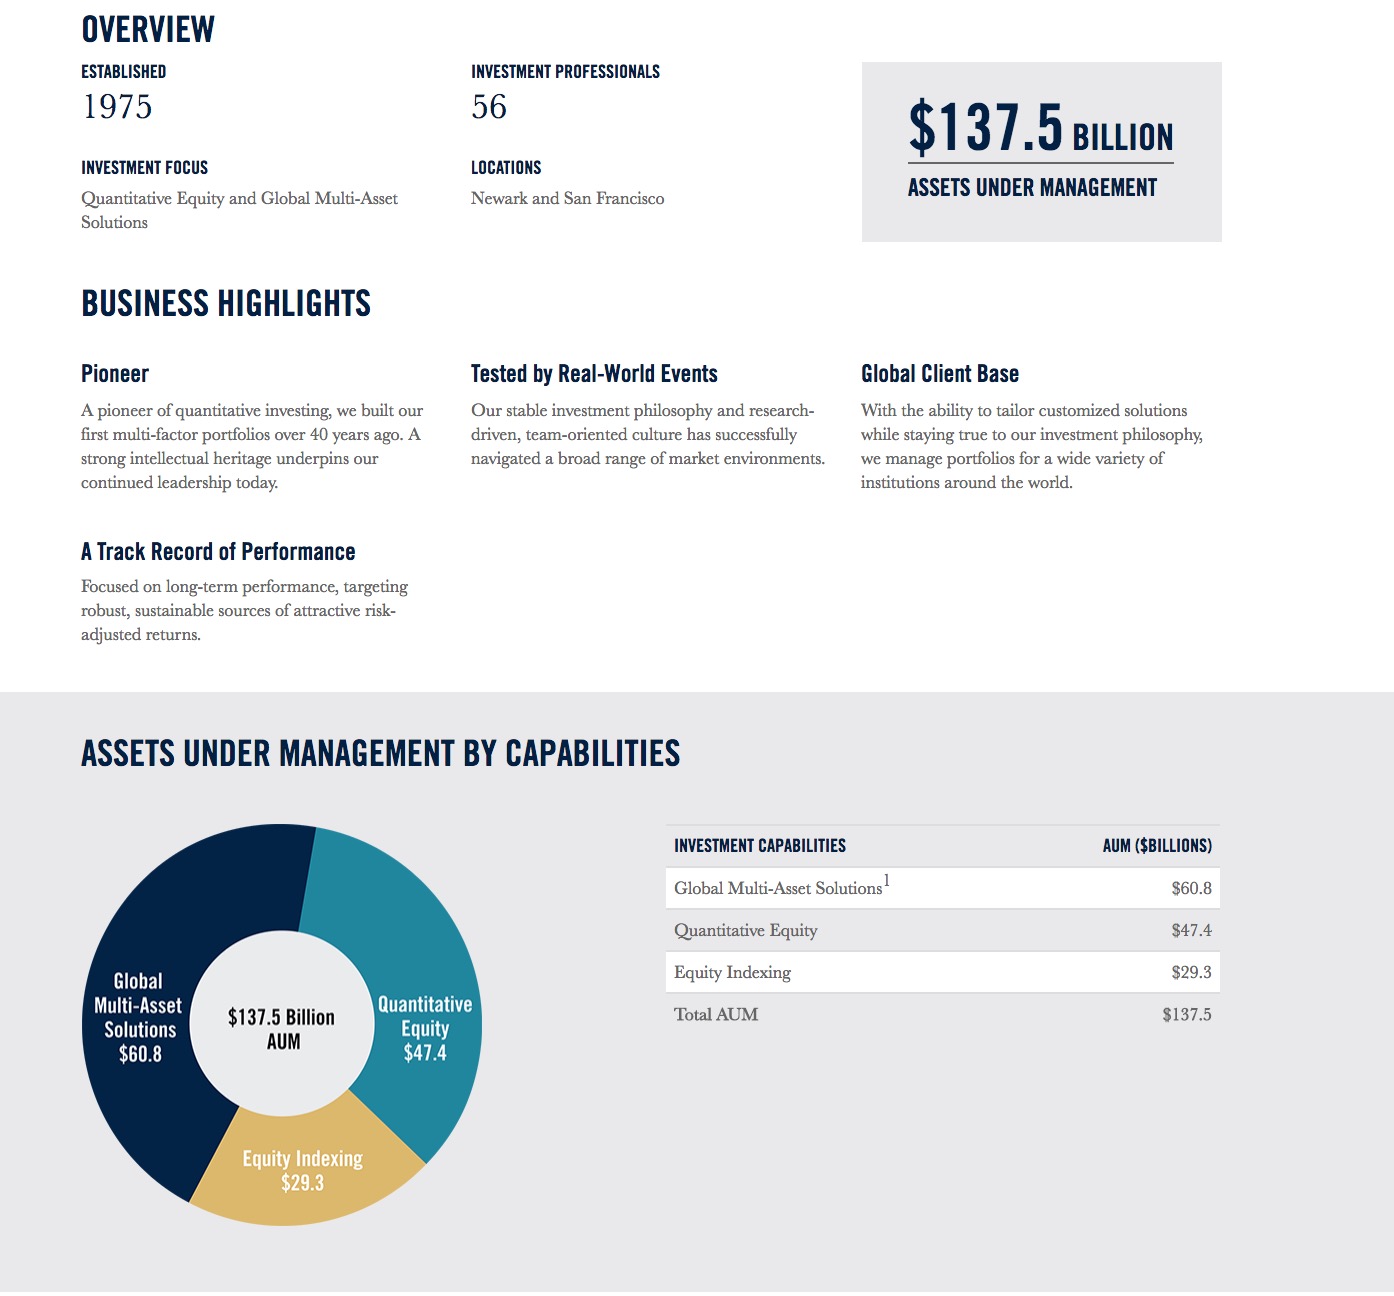 OVERVIEW
ESTABLISHED
1975
INVESTMENT PROFESSIONALS
56
INVESTMENT FOCUS
Quantitative Equity and Global Multi-Asset
Solutions
LOCATIONS
Newark and San Francisco
$137.5 BILLION
ASSETS UNDER MANAGEMENT
BUSINESS HIGHLIGHTS
Pioneer
A pioneer of quantitative investing, we built our
first multi-factor portfolios over 40 years ago. A
strong intellectual heritage underpins our
continued leadership today.
Tested by Real-World Events
Our stable investment philosophy and research-
driven, team-oriented culture has successfully
navigated a broad range of market environments.
Global Client Base
With the ability to tailor customized solutions
while staying true to our investment philosophy,
we manage portfolios for a wide variety of
institutions around the world.
A Track Record of Performance
Focused on long-term performance, targeting
robust, sustainable sources of attractive risk-
adjusted returns.
ASSETS UNDER MANAGEMENT BY CAPABILITIES
Global
Multi-Asset
Solutions
$60.8
$137.5 Billion
AUM
Quantitative
Equity
$47.4
Equity Indexing
$29.3
INVESTMENT CAPABILITIES AUM ($BILLIONS)
Global Multi-Asset Solutions1 $60.8
Quantitative Equity $47.4
Equity Indexing $29.3
Total AUM $137.5